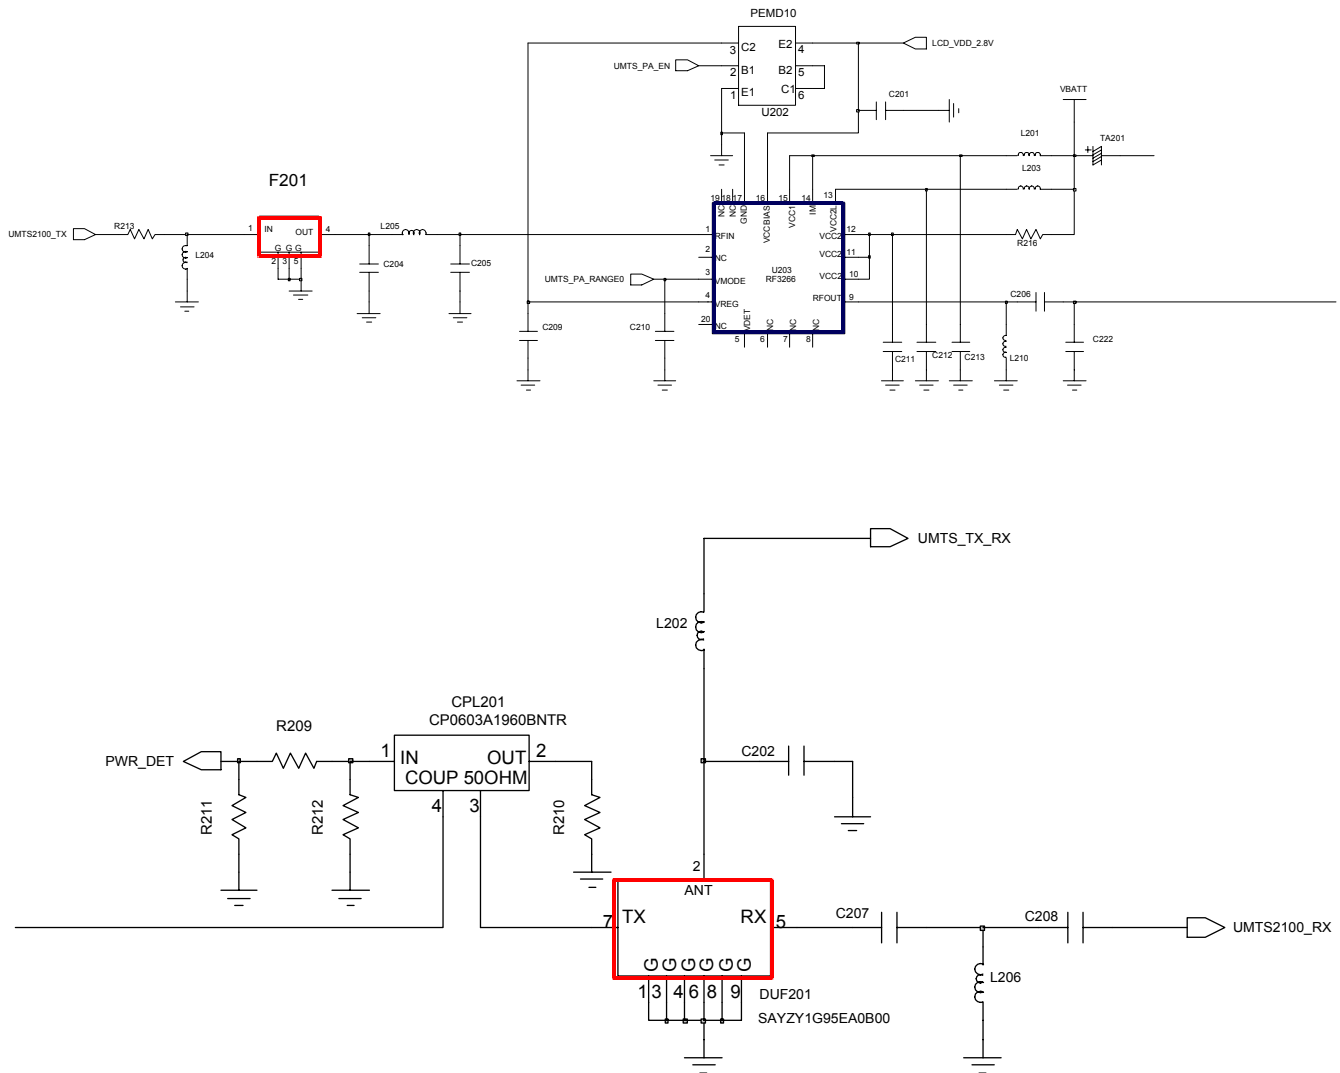 PEMD10
3 C2 E2 4
LCD_VDD_2.8V
UMTS_PA_EN
2 B1 B2 5
1 E1 C1 6
U202
C201
VBATT
L201
TA201
+
L203
F201
R213
UMTS2100_TX
L204
1 IN OUT 4
G G G
2 3 5
L205
C204
C205
19 18 17 16 15 14 13
NC NC GND VCCBIAS VCC1 IM VCC2L
1 RFIN
2 NC
3 VMODE
4 VREG
20 NC
U203
RF3266
VCC2 12
VCC2 11
VCC2 10
RFOUT 9
VDET NC NC NC
5 6 7 8
UMTS_PA_RANGE0
C209
C210
R216
C206
C211
C212
C213
L210
C222
UMTS_TX_RX
L202
CPL201
CP0603A1960BNTR
R209
PWR_DET
1 IN OUT 2
COUP 50OHM
4 3
R211
R212
R210
C202
2
ANT
7 TX RX 5
G G G G G G
1 3 4 6 8 9
DUF201
SAYZY1G95EA0B00
C207
C208
UMTS2100_RX
L206